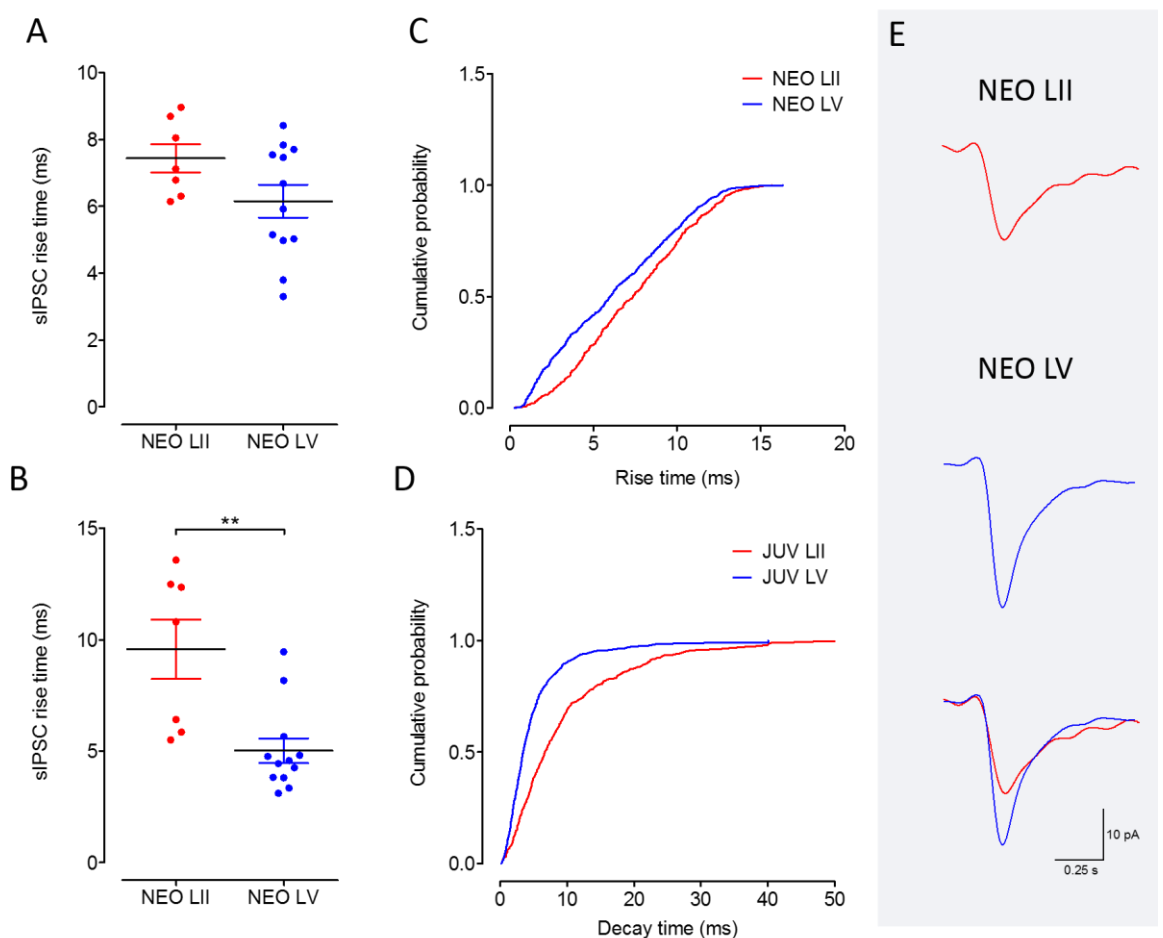 A
sIPSC rise time (ms)
10
8
6
4
2
0
NEO LII NEO LV
B
**
sIPSC rise time (ms)
15
10
5
0
NEO LII NEO LV
C
NEO LII
NEO LV
Cumulative probability
1.5
1.0
0.5
0.0
0 5 10 15 20
Rise time (ms)
D
JUV LII
JUV LV
Cumulative probability
1.5
1.0
0.5
0.0
0 10 20 30 40 50
Decay time (ms)
E
NEO LII
NEO LV
10 pA
0.25 s